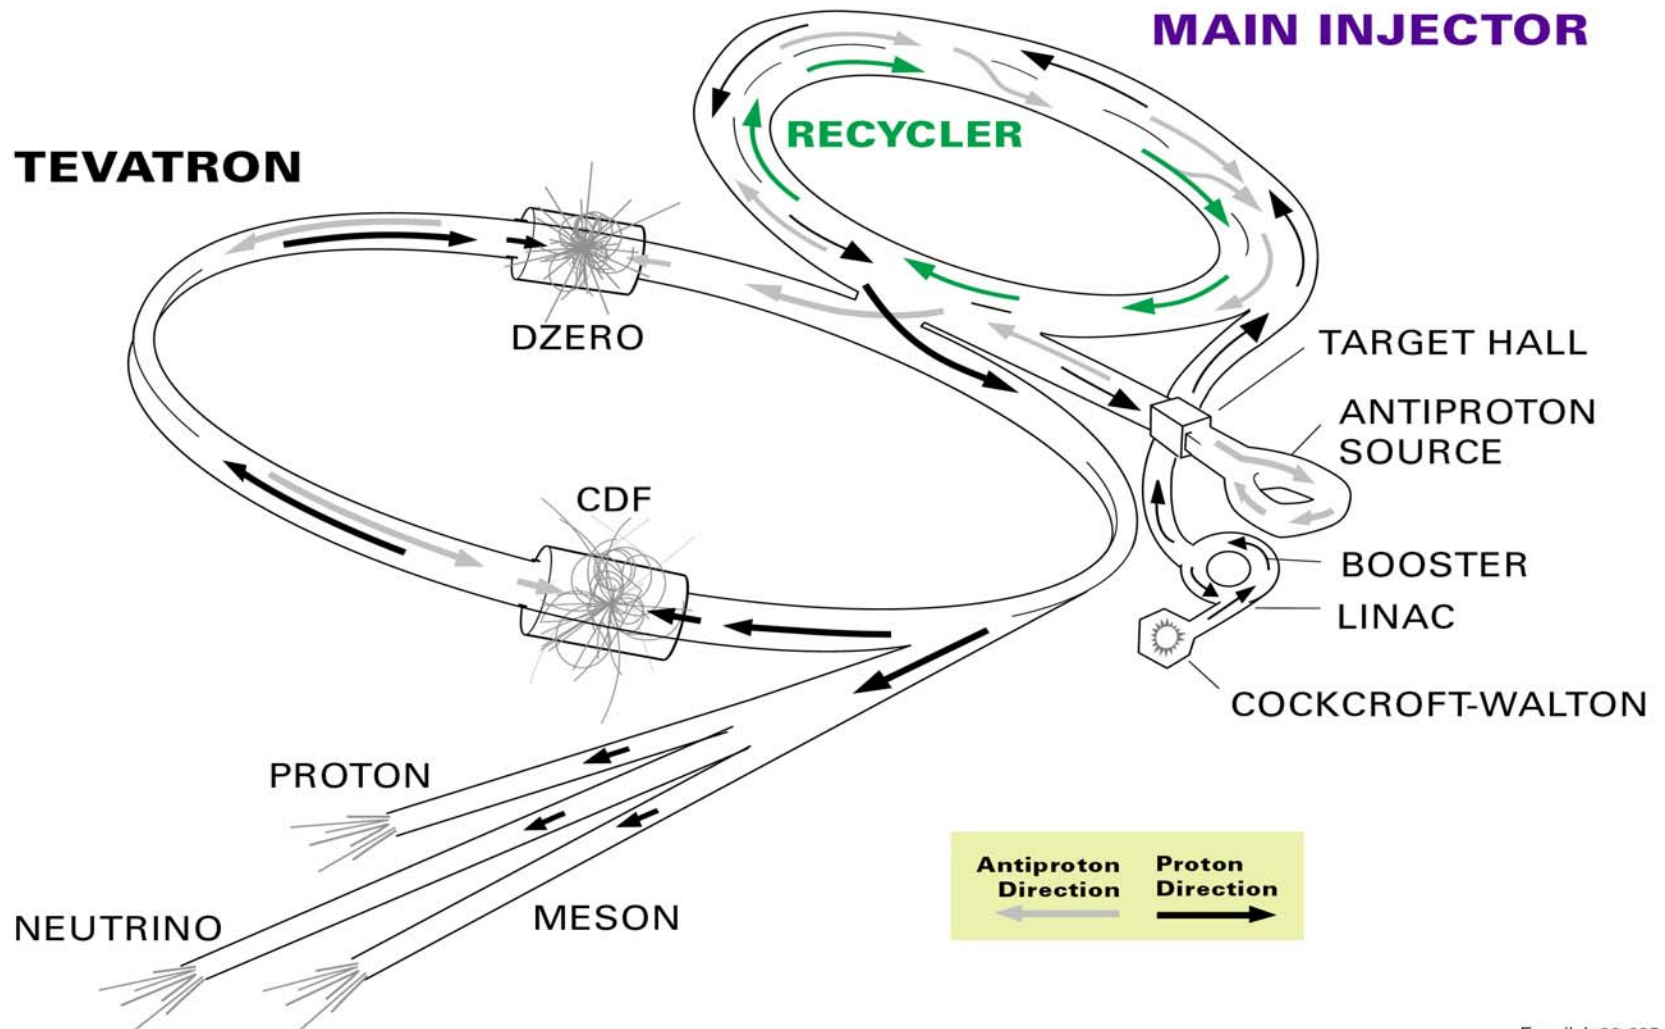 MAIN INJECTOR
RECYCLER
TEVATRON
DZERO
TARGET HALL
ANTIPROTON
SOURCE
CDF
BOOSTER
LINAC
COCKCROFT-WALTON
PROTON
NEUTRINO
MESON
Antiproton
Direction
Proton
Direction